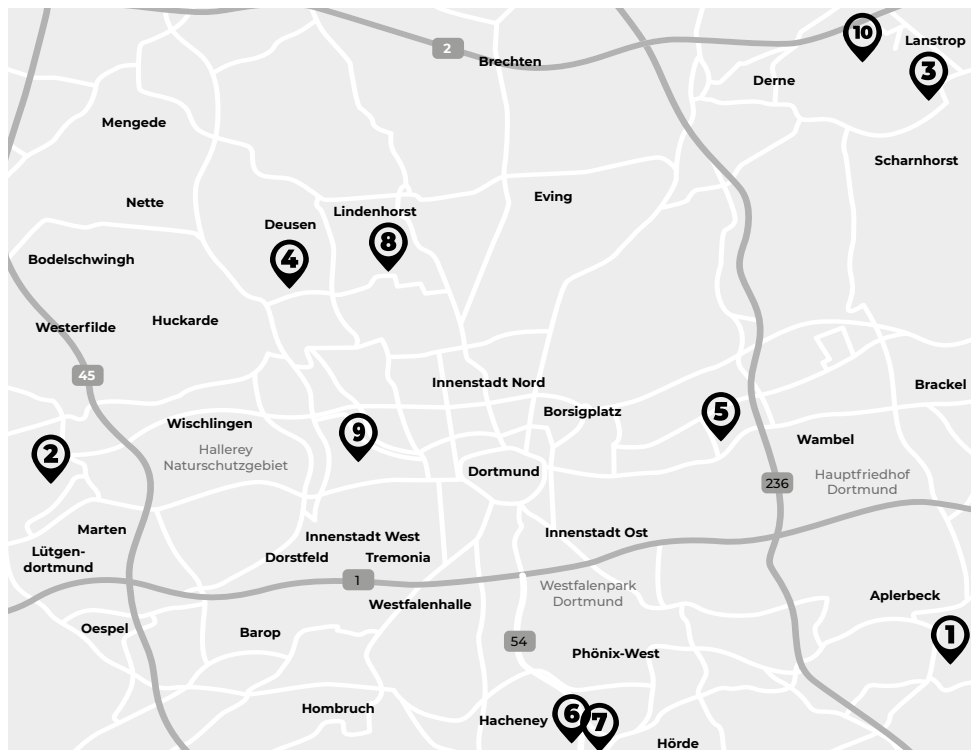 10
Lanstrop
2
Brechten
3
Derne
Mengede
Scharnhorst
Nette
Eving
Lindenhorst
Deusen
8
4
Bodelschwingh
Huckarde
Westerfilde
45
Innenstadt Nord
Brackel
Borsigplatz
5
Wischlingen
9
Wambel
2
Hallerey
Naturschutzgebiet
Dortmund
236
Hauptfriedhof
Dortmund
Marten
Innenstadt West
Innenstadt Ost
Lütgen-
dortmund
Dorstfeld
Tremonia
1
Westfalenpark
Dortmund
Westfalenhalle
Aplerbeck
Oespel
Barop
54
1
Phönix-West
Hombruch
Hacheney
6
7
Hörde